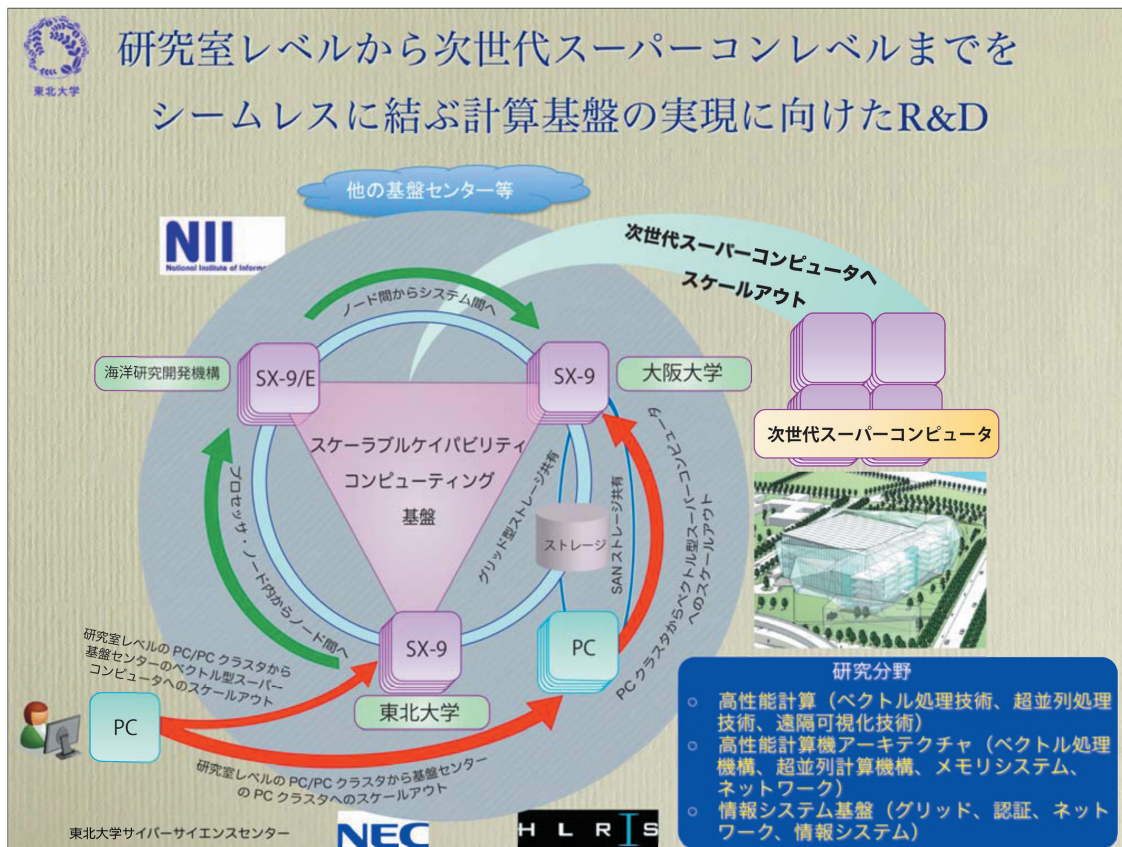 東北大学
研究室レベルから次世代スーパーコンレベルまでを
シームレスに結ぶ計算基盤の実現に向けたR&D
他の基盤センター等
NII
National Institute of Inform
次世代スーパーコンピュータへ
スケールアウト
ノード間からシステム間へ
海洋研究開発機構
SX-9/E
SX-9
大阪大学
次世代スーパーコンピュータ
スケーラブルケイパビリティ
コンピューティング
基盤
プロセッサ・ノード内からノード間へ
グリッド型ストレージ共有
ストレージ
SANストレージ共有
PCクラスタからベクトル型スーパーコンピュータ
へのスケールアウト
研究室レベルの PC/PC クラスタから
基盤センターのベクトル型スーパー
コンピュータへのスケールアウト
PC
SX-9
東北大学
PC
研究室レベルの PC/PC クラスタから基盤センター
の PC クラスタへのスケールアウト
東北大学サイバーサイエンスセンター
NEC
H L R I S
研究分野
○ 高性能計算（ベクトル処理技術、超並列処理
技術、遠隔可視化技術）
○ 高性能計算機アーキテクチャ（ベクトル処理
機構、超並列計算機構、メモリシステム、
ネットワーク）
○ 情報システム基盤（グリッド、認証、ネット
ワーク、情報システム）